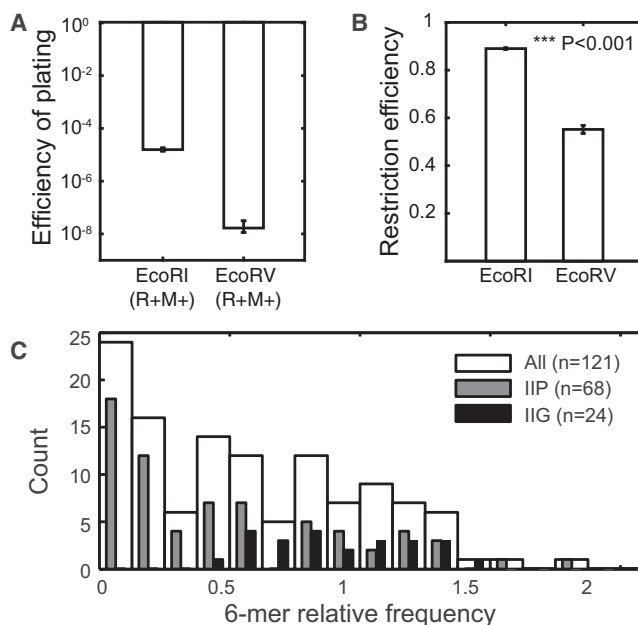 A
Efficiency of plating
10⁰
10⁻²
10⁻⁴
10⁻⁶
10⁻⁸
EcoRI
(R+M+)
EcoRV
(R+M+)
B
Restriction efficiency
1
0.8
0.6
0.4
0.2
*** P<0.001
EcoRI
EcoRV
C
Count
25
20
15
10
5
0
All (n=121)
IIP (n=68)
IIG (n=24)
0
0.5
1
1.5
2
6-mer relative frequency